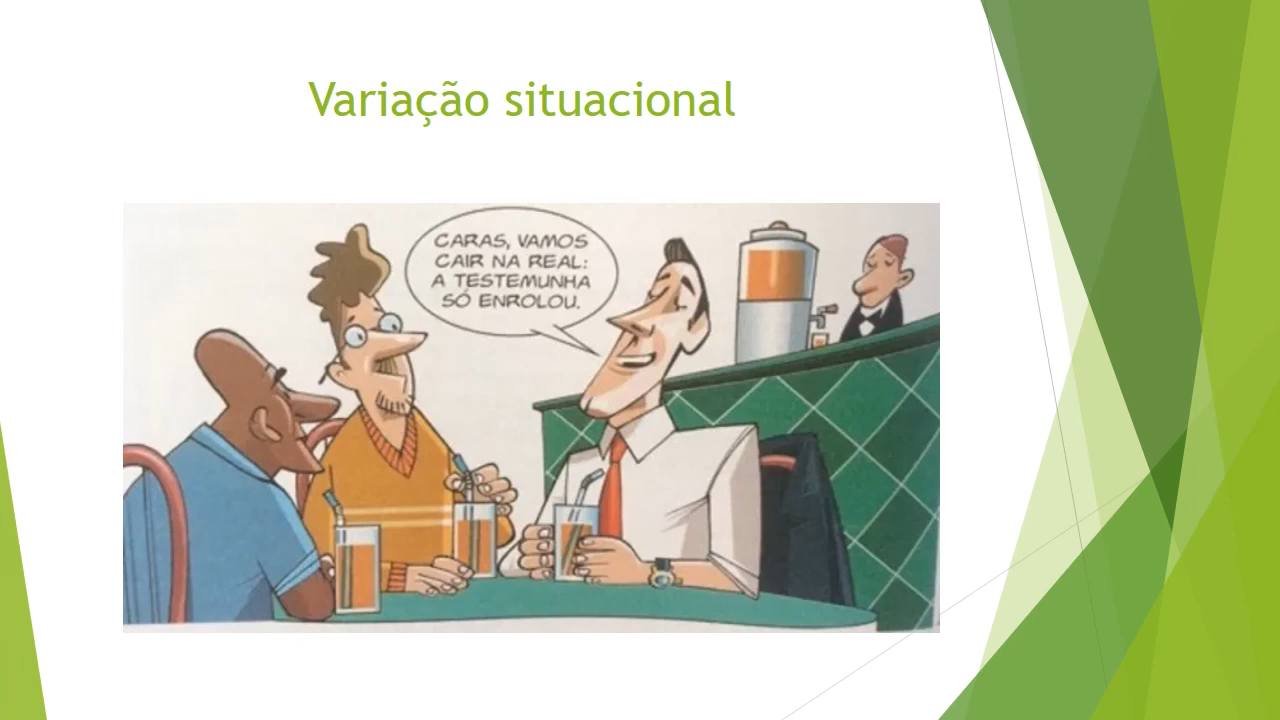 Variação situacional
CARAS, VAMOS
CAIR NA REAL:
A TESTEMUNHA
SÓ ENROLOU.